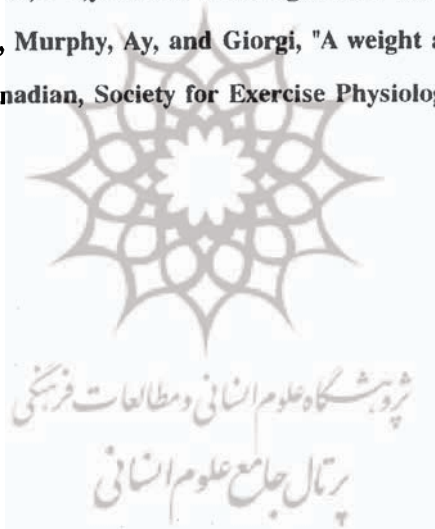 , Murphy, Ay, and Giorgi, "A weight a
nadian, Society for Exercise Physiolog
پژوهشگاه علوم انسانی و مطالعات فرهنگی
پرتال جامع علوم انسانی